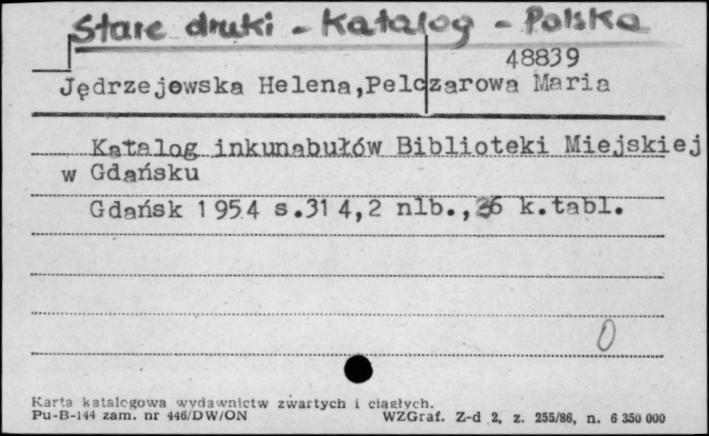 Stare druki - Katalog - Polska
48839
Jędrzejewska Helena,Pelczarowa Maria
Katalog inkunabułów Biblioteki Miejskiej
w Gdańsku
Gdańsk 1954 s.314,2 nlb., 26 k.tabl.
0
Karta katalogowa wydawnictw zwartych i ciągłych.
Pu-B-144 zam. nr 446/DW/ON WZGraf. Z-d 2, z. 255/86, n. 6 350 000